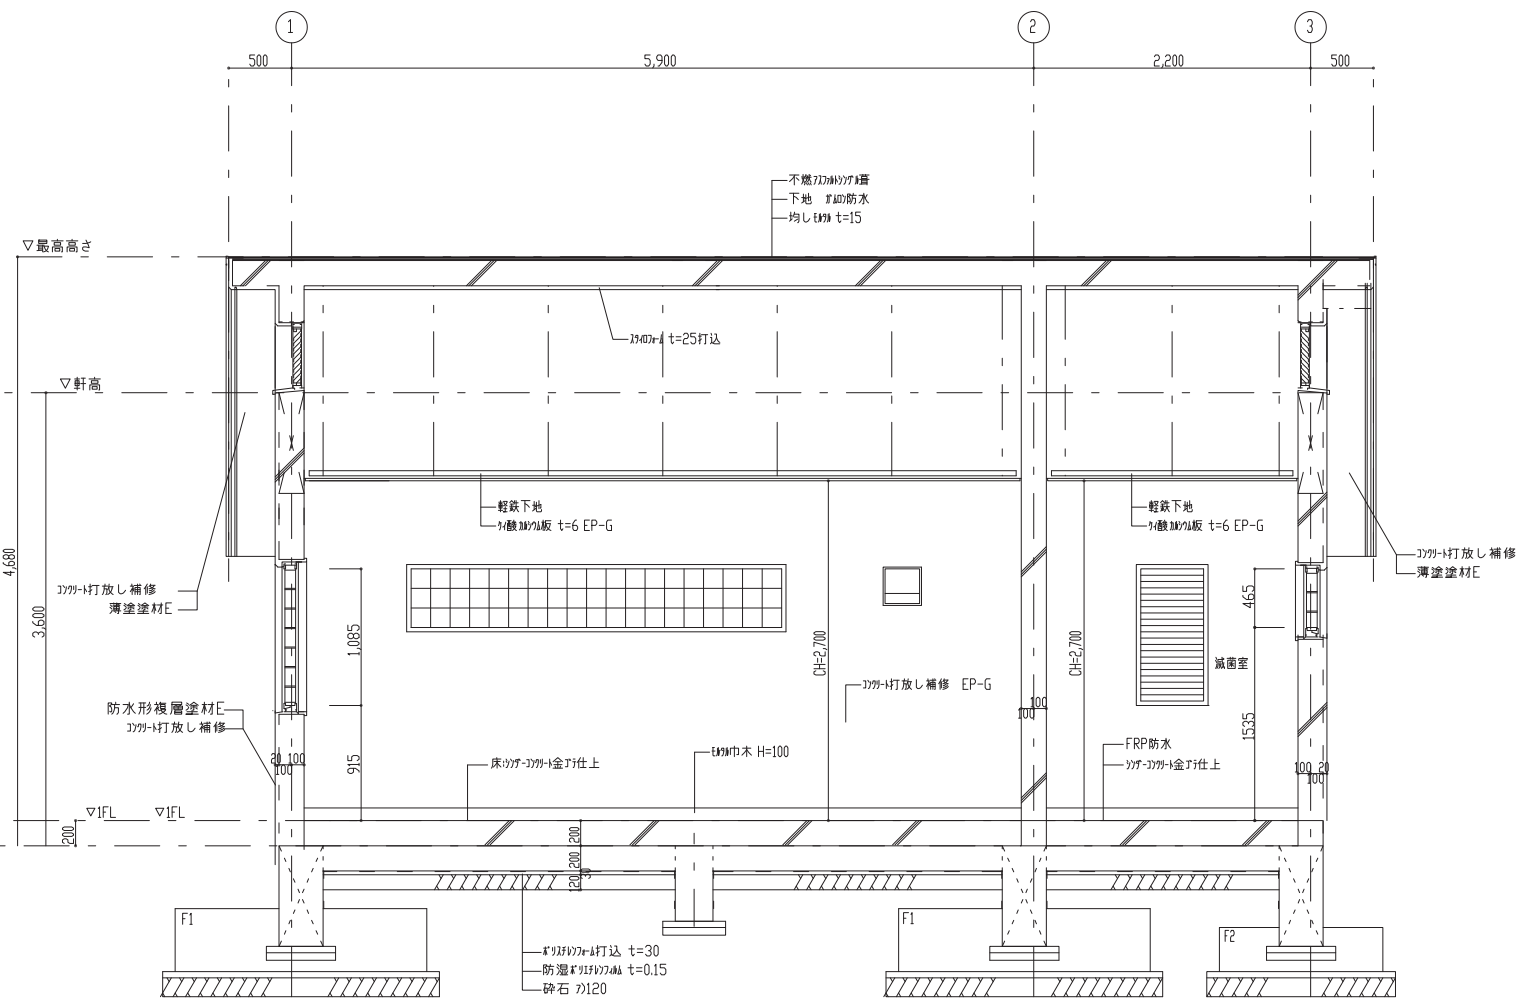 1
2
3
500
5,900
2,200
500
不燃ｱｽﾌｧﾙﾄｼﾝｸﾞﾙ葺
下地　ｶﾞﾑﾛﾝ防水
均しﾓﾙﾀﾙ t=15
▽最高高さ
ｽﾀｲﾛﾌｫｰﾑ t=25打込
▽軒高
軽鉄下地
ｹｲ酸ｶﾙｼｳﾑ板 t=6 EP-G
軽鉄下地
ｹｲ酸ｶﾙｼｳﾑ板 t=6 EP-G
4,680
3,600
ｺﾝｸﾘｰﾄ打放し補修
薄塗塗材E
ｺﾝｸﾘｰﾄ打放し補修
薄塗塗材E
1,085
CH=2,700
CH=2,700
465
滅菌室
ｺﾝｸﾘｰﾄ打放し補修　EP-G
防水形複層塗材E
ｺﾝｸﾘｰﾄ打放し補修
100
100
1535
915
20 100
100
床:ｼﾝﾀﾞｰｺﾝｸﾘｰﾄ金ｺﾞﾃ仕上
ﾓﾙﾀﾙ巾木 H=100
FRP防水
ｼﾝﾀﾞｰｺﾝｸﾘｰﾄ金ｺﾞﾃ仕上
100 20
100
▽1FL
▽1FL
200
200
200
120
30
F1
F1
F2
ﾎﾟﾘｽﾁﾚﾝﾌｫｰﾑ打込 t=30
防湿ﾎﾟﾘｴﾁﾚﾝﾌｨﾙﾑ t=0.15
砕石 ｱ)120